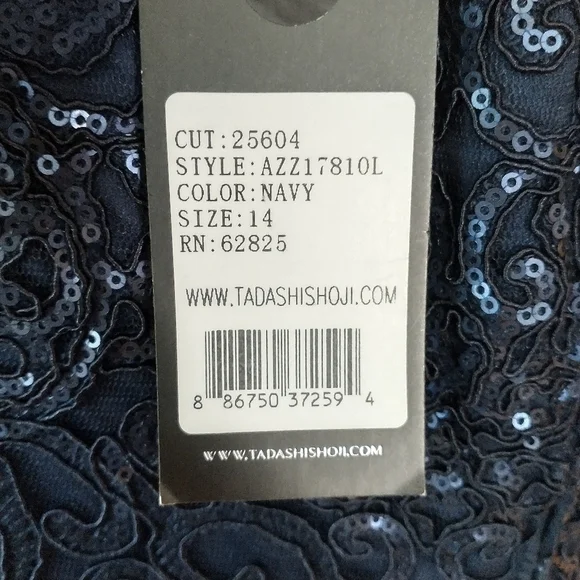 CUT:25604
STYLE:AZZ17810L
COLOR:NAVY
SIZE:14
RN:62825
WWW.TADASHISHOJI.COM
8 86750 37259 4
WWW.TADASHISHOJI.COM